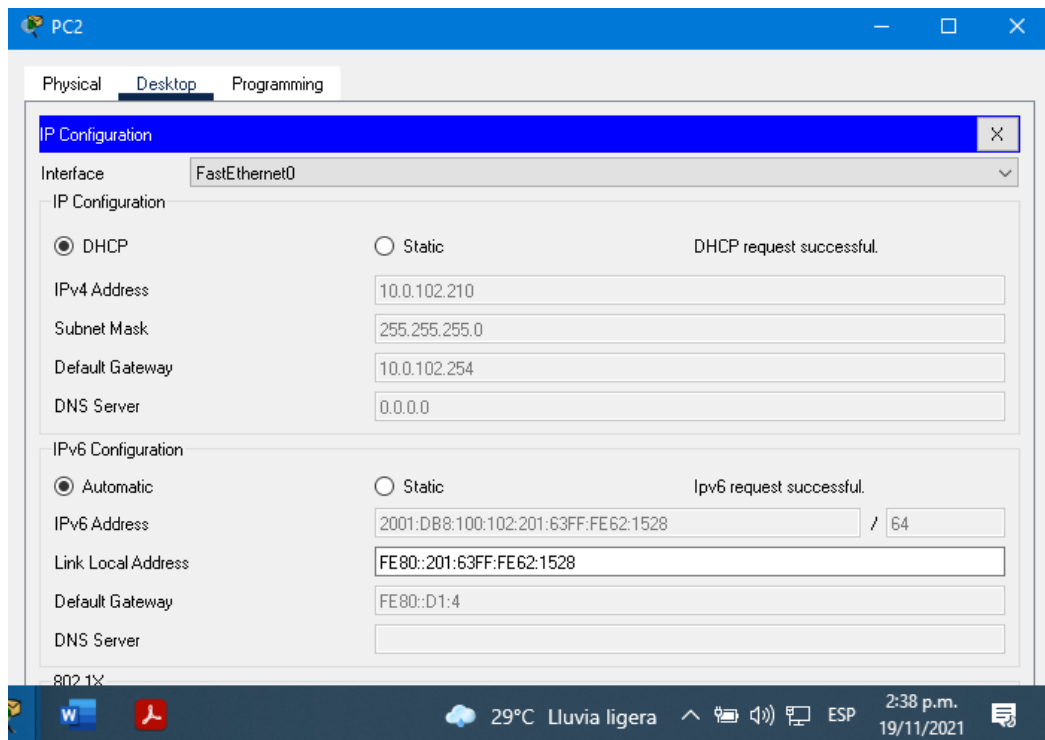 PC2
Physical Desktop Programming
IP Configuration X
Interface FastEthernet0
IP Configuration
DHCP Static DHCP request successful.
IPv4 Address 10.0.102.210
Subnet Mask 255.255.255.0
Default Gateway 10.0.102.254
DNS Server 0.0.0.0
IPv6 Configuration
Automatic Static Ipv6 request successful.
IPv6 Address 2001:DB8:100:102:201:63FF:FE62:1528 / 64
Link Local Address FE80::201:63FF:FE62:1528
Default Gateway FE80::D1:4
DNS Server
802.1X
29°C Lluvia ligera ESP 2:38 p.m.
19/11/2021